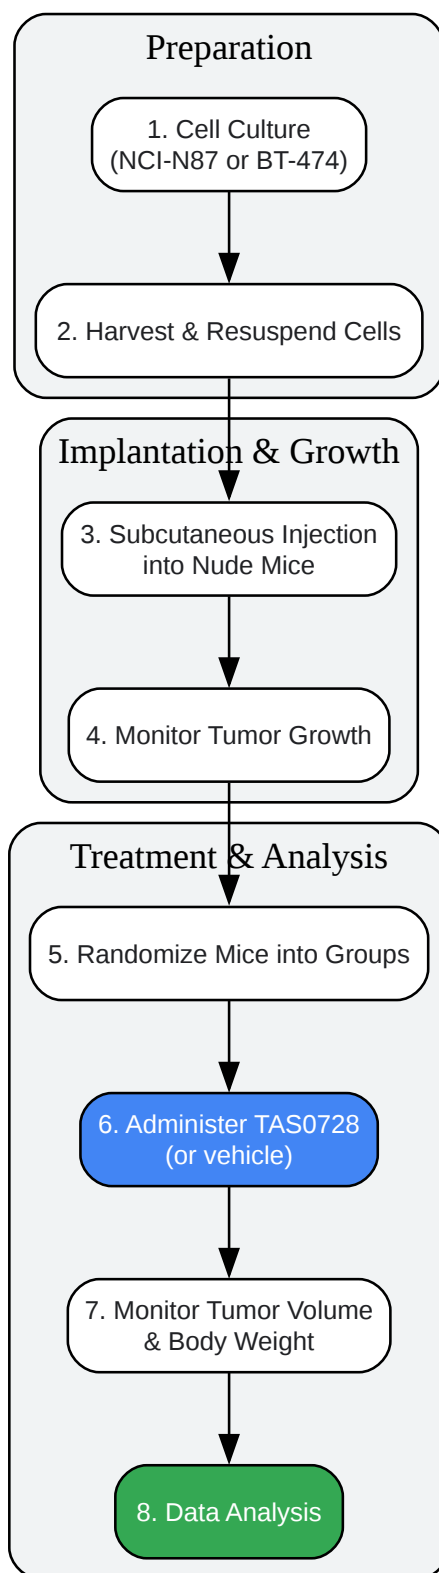 Preparation
1. Cell Culture
(NCI-N87 or BT-474)
2. Harvest & Resuspend Cells
Implantation & Growth
3. Subcutaneous Injection
into Nude Mice
4. Monitor Tumor Growth
Treatment & Analysis
5. Randomize Mice into Groups
6. Administer TAS0728
(or vehicle)
7. Monitor Tumor Volume
& Body Weight
8. Data Analysis